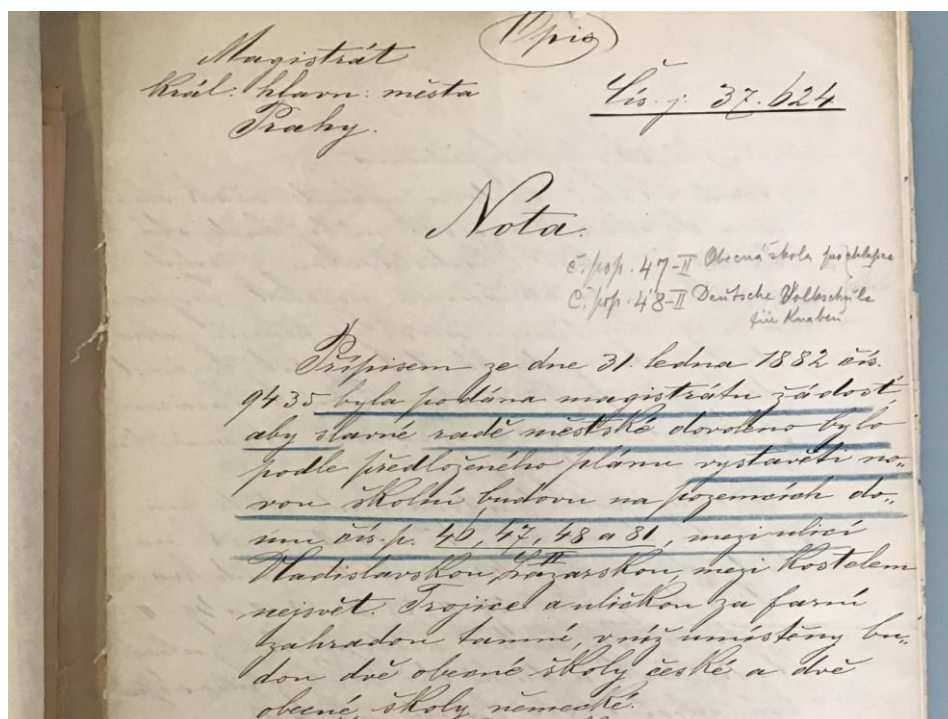 Opis
Magistrát
král. hlavn: města
Prahy.
Čís. j. 37.624
Nota.
č. pop. 47-II Obecná škola pro chlapce
Č. pop. 48-II Deutsche Volksschule
für Knaben
Přípisem ze dne 31. ledna 1882 čís.
9435 byla podána magistrátu žádost
aby slavné radě městské dovoleno bylo
podle předloženého plánu vystavěti no„
vou školní budovu na pozemcích do„
mu čís. p. 46, 47, 48 a 81, mezi ulicí
II
Vladislavskou, Lazarskou, mezi kostelem
nejsvět. Trojice a uličkou za farní
zahradou tamní, v níž umístěny bu„
dou dvě obecné školy české a dvě
obecné školy německé.